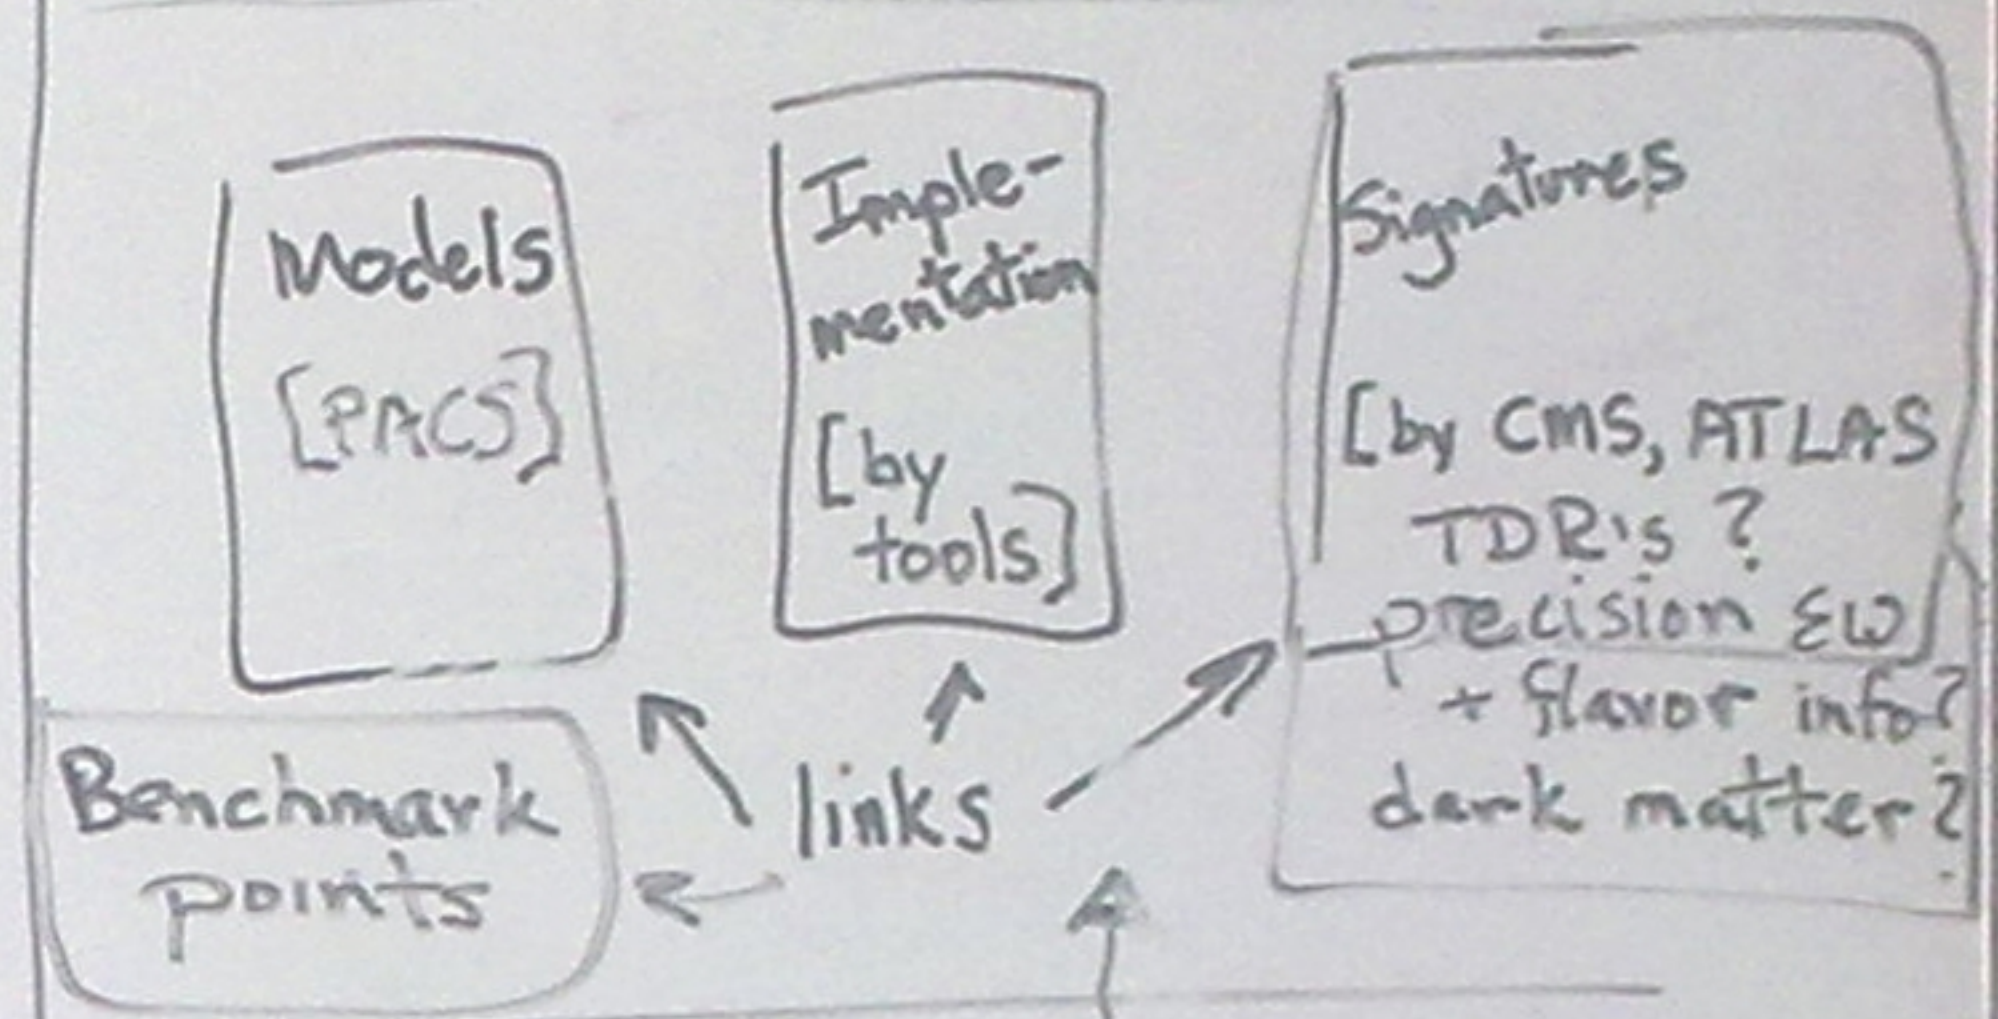 Models
[PACS]
Imple-
mentation
[by
tools]
Signatures
[by CMS, ATLAS
TDR's ?
precision EW
+ flavor info?
dark matter?
Benchmark
points
links